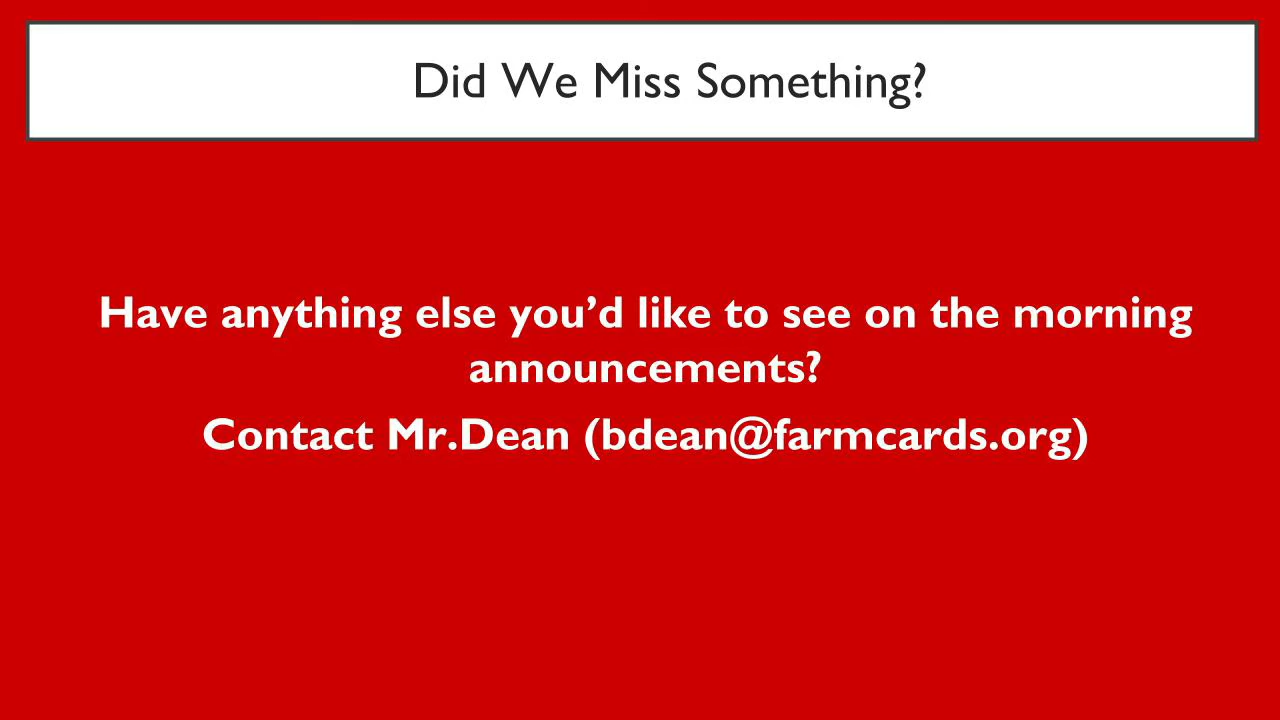 Did We Miss Something?
Have anything else you’d like to see on the morning
announcements?
Contact Mr.Dean (bdean@farmcards.org)